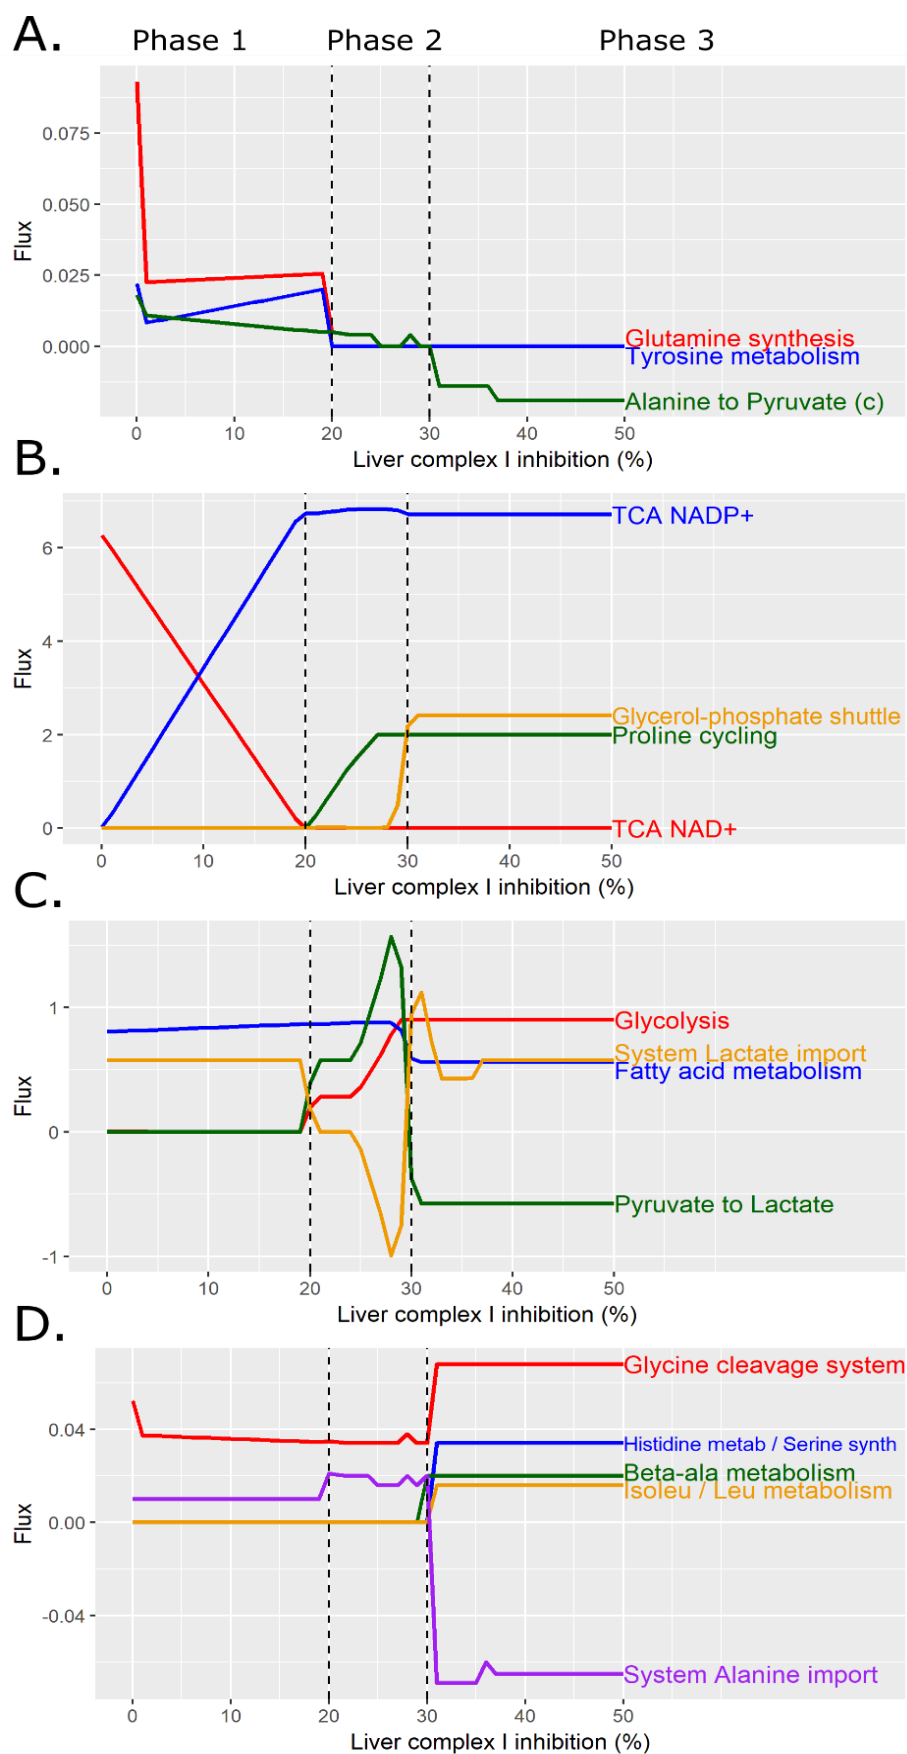 A.
Phase 1 Phase 2 Phase 3
0.075
0.050
0.025
0.000
Flux
Glutamine synthesis
Tyrosine metabolism
Alanine to Pyruvate (c)
0 10 20 30 40 50
Liver complex I inhibition (%)
B.
6
4
2
0
Flux
TCA NADP+
Glycerol-phosphate shuttle
Proline cycling
TCA NAD+
0 10 20 30 40 50
Liver complex I inhibition (%)
C.
1
0
-1
Flux
Glycolysis
System Lactate import
Fatty acid metabolism
Pyruvate to Lactate
0 10 20 30 40 50
Liver complex I inhibition (%)
D.
0.04
0.00
-0.04
Flux
Glycine cleavage system
Histidine metab / Serine synth
Beta-ala metabolism
Isoleu / Leu metabolism
System Alanine import
0 10 20 30 40 50
Liver complex I inhibition (%)